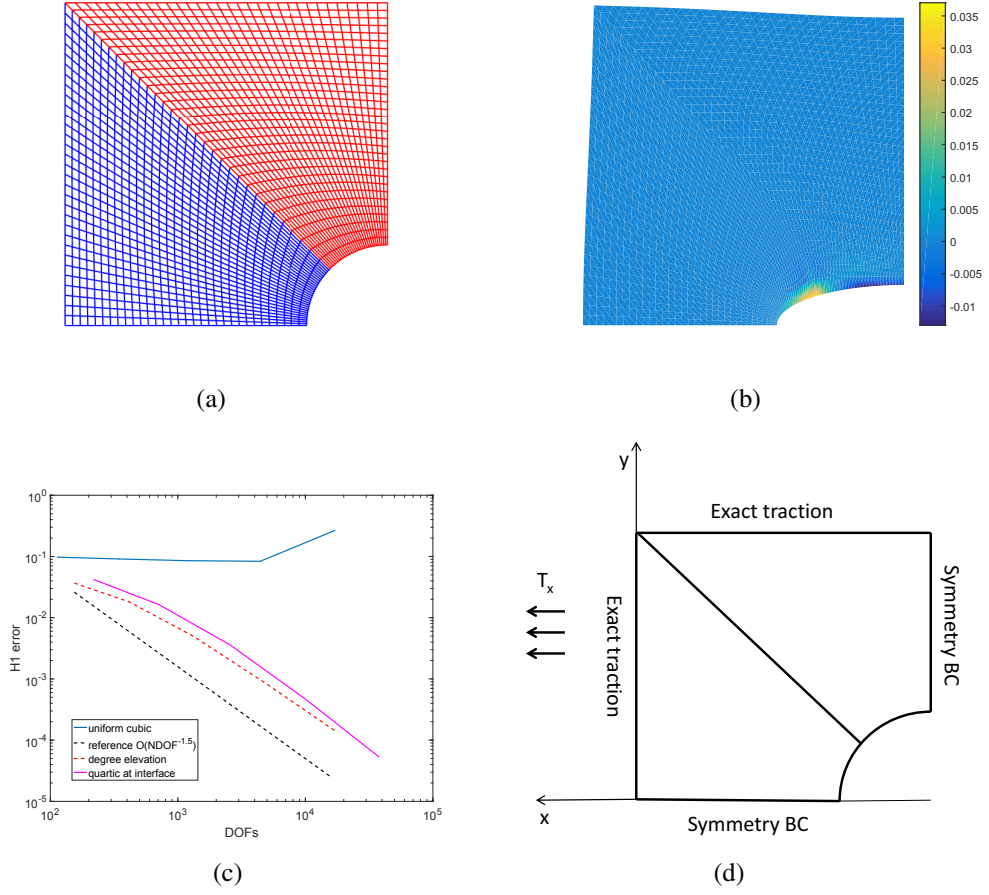 0.035
0.03
0.025
0.02
0.015
0.01
0.005
0
-0.005
-0.01
(a)
(b)
10^0
10^-1
10^-2
10^-3
10^-4
10^-5
H1 error
uniform cubic
reference O(NDOF^-1.5)
degree elevation
quartic at interface
10^2
10^3
10^4
10^5
DOFs
(c)
y
Exact traction
T_x
Exact traction
Symmetry BC
x
Symmetry BC
(d)